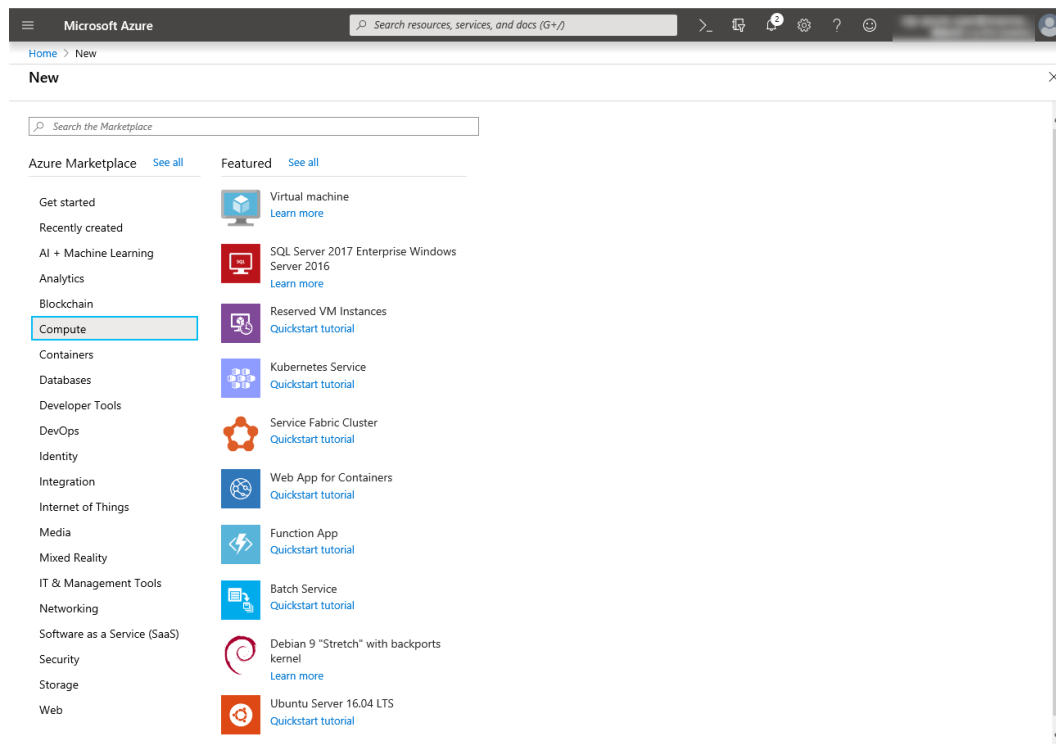 Microsoft Azure
Search resources, services, and docs (G+/)
2
Home > New
New
Search the Marketplace
Azure Marketplace See all
Get started
Recently created
AI + Machine Learning
Analytics
Blockchain
Compute
Containers
Databases
Developer Tools
DevOps
Identity
Integration
Internet of Things
Media
Mixed Reality
IT & Management Tools
Networking
Software as a Service (SaaS)
Security
Storage
Web
Featured See all
Virtual machine
Learn more
SQL
SQL Server 2017 Enterprise Windows
Server 2016
Learn more
Reserved VM Instances
Quickstart tutorial
Kubernetes Service
Quickstart tutorial
Service Fabric Cluster
Quickstart tutorial
Web App for Containers
Quickstart tutorial
Function App
Quickstart tutorial
Batch Service
Quickstart tutorial
Debian 9 "Stretch" with backports
kernel
Learn more
Ubuntu Server 16.04 LTS
Quickstart tutorial